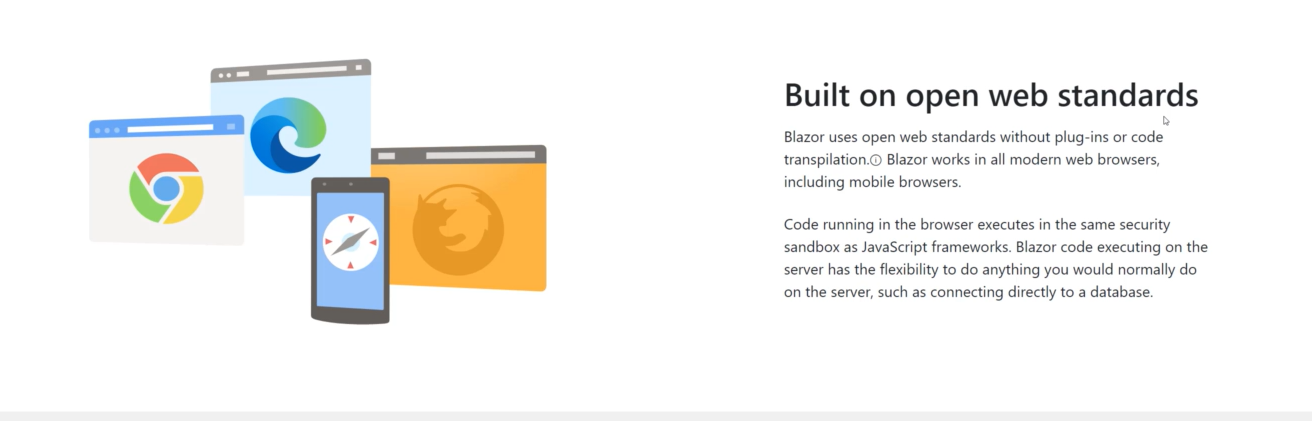 Built on open web standards
Blazor uses open web standards without plug-ins or code
transpilation.ⓘ Blazor works in all modern web browsers,
including mobile browsers.
Code running in the browser executes in the same security
sandbox as JavaScript frameworks. Blazor code executing on the
server has the flexibility to do anything you would normally do
on the server, such as connecting directly to a database.